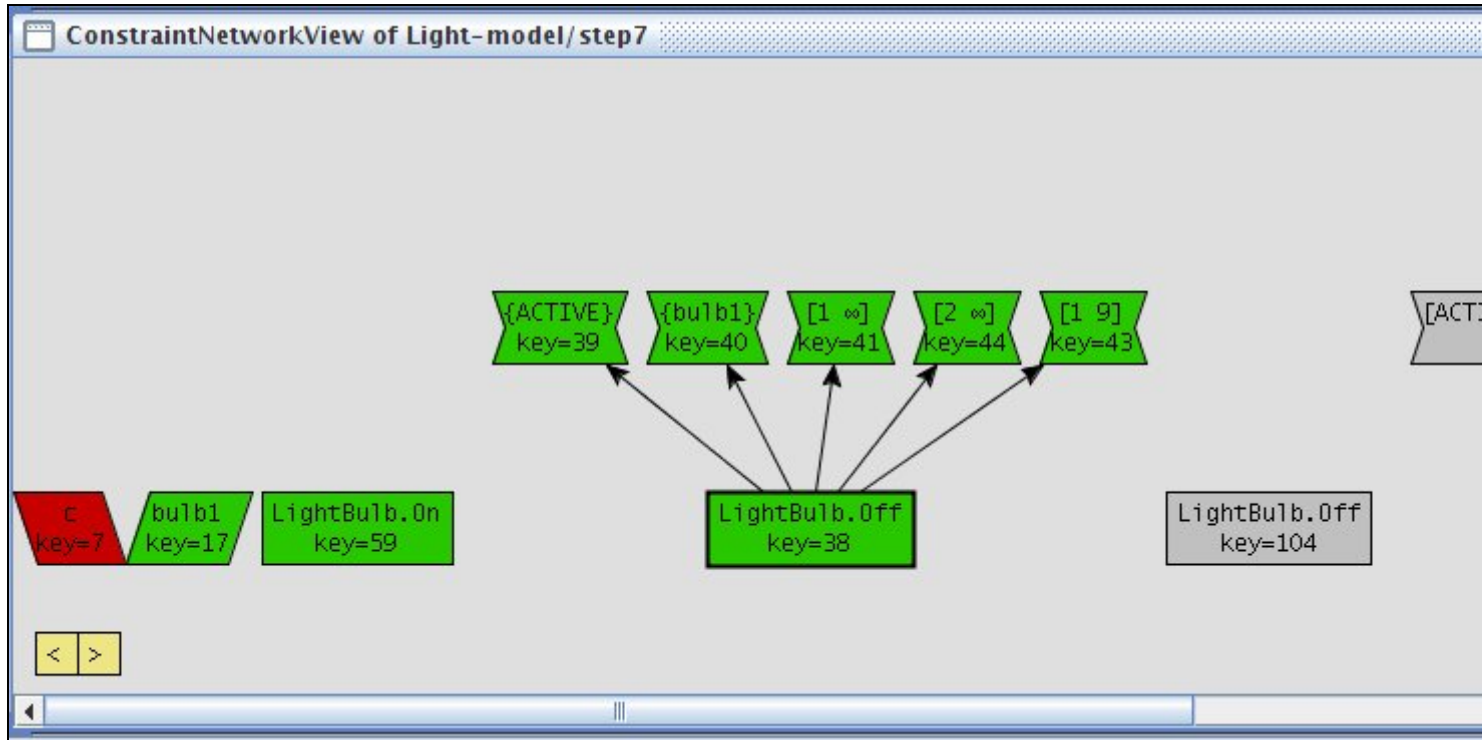 ConstraintNetworkView of Light-model/step7
{ACTIVE}
key=39
{bulb1}
key=40
[1 ∞]
key=41
[2 ∞]
key=44
[1 9]
key=43
[ACTI
c
key=7
bulb1
key=17
LightBulb.On
key=59
LightBulb.Off
key=38
LightBulb.Off
key=104
< >